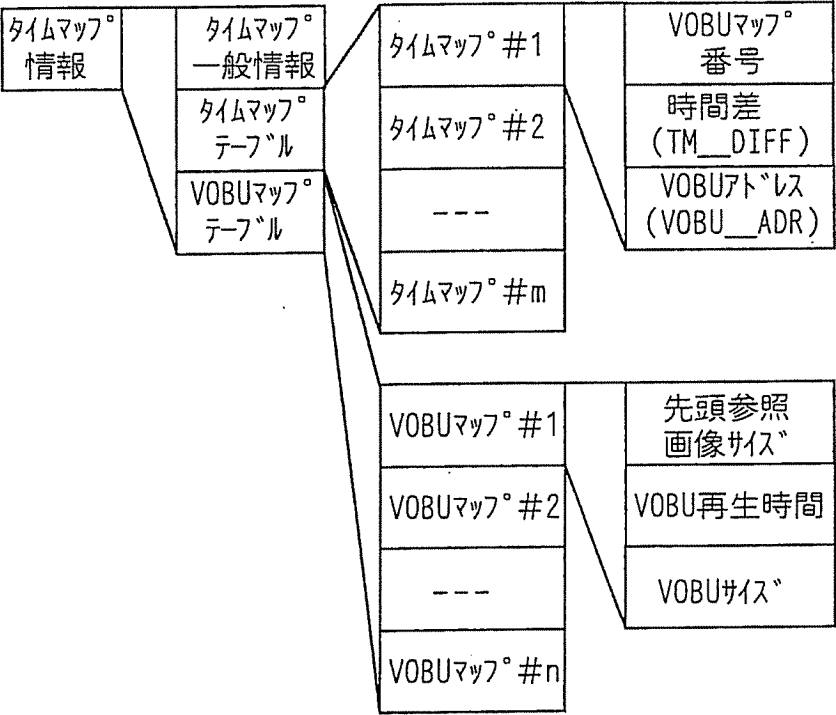 ﾀｲﾑﾏｯﾌﾟ
情報
ﾀｲﾑﾏｯﾌﾟ
一般情報
ﾀｲﾑﾏｯﾌﾟ
ﾃｰﾌﾞﾙ
VOBUﾏｯﾌﾟ
ﾃｰﾌﾞﾙ
ﾀｲﾑﾏｯﾌﾟ#1
ﾀｲﾑﾏｯﾌﾟ#2
---
ﾀｲﾑﾏｯﾌﾟ#m
VOBUﾏｯﾌﾟ
番号
時間差
(TM__DIFF)
VOBUｱﾄﾞﾚｽ
(VOBU__ADR)
VOBUﾏｯﾌﾟ#1
VOBUﾏｯﾌﾟ#2
---
VOBUﾏｯﾌﾟ#n
先頭参照
画像ｻｲｽﾞ
VOBU再生時間
VOBUｻｲｽﾞ